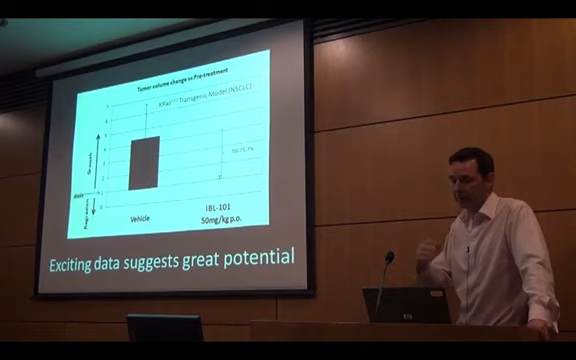 Tumor volume change vs Pre-treatment
Transgenic Model (NSCLC)
Growth
Regression
Vehicle
IBL-101
50mg/kg p.o.
Exciting data suggests great potential